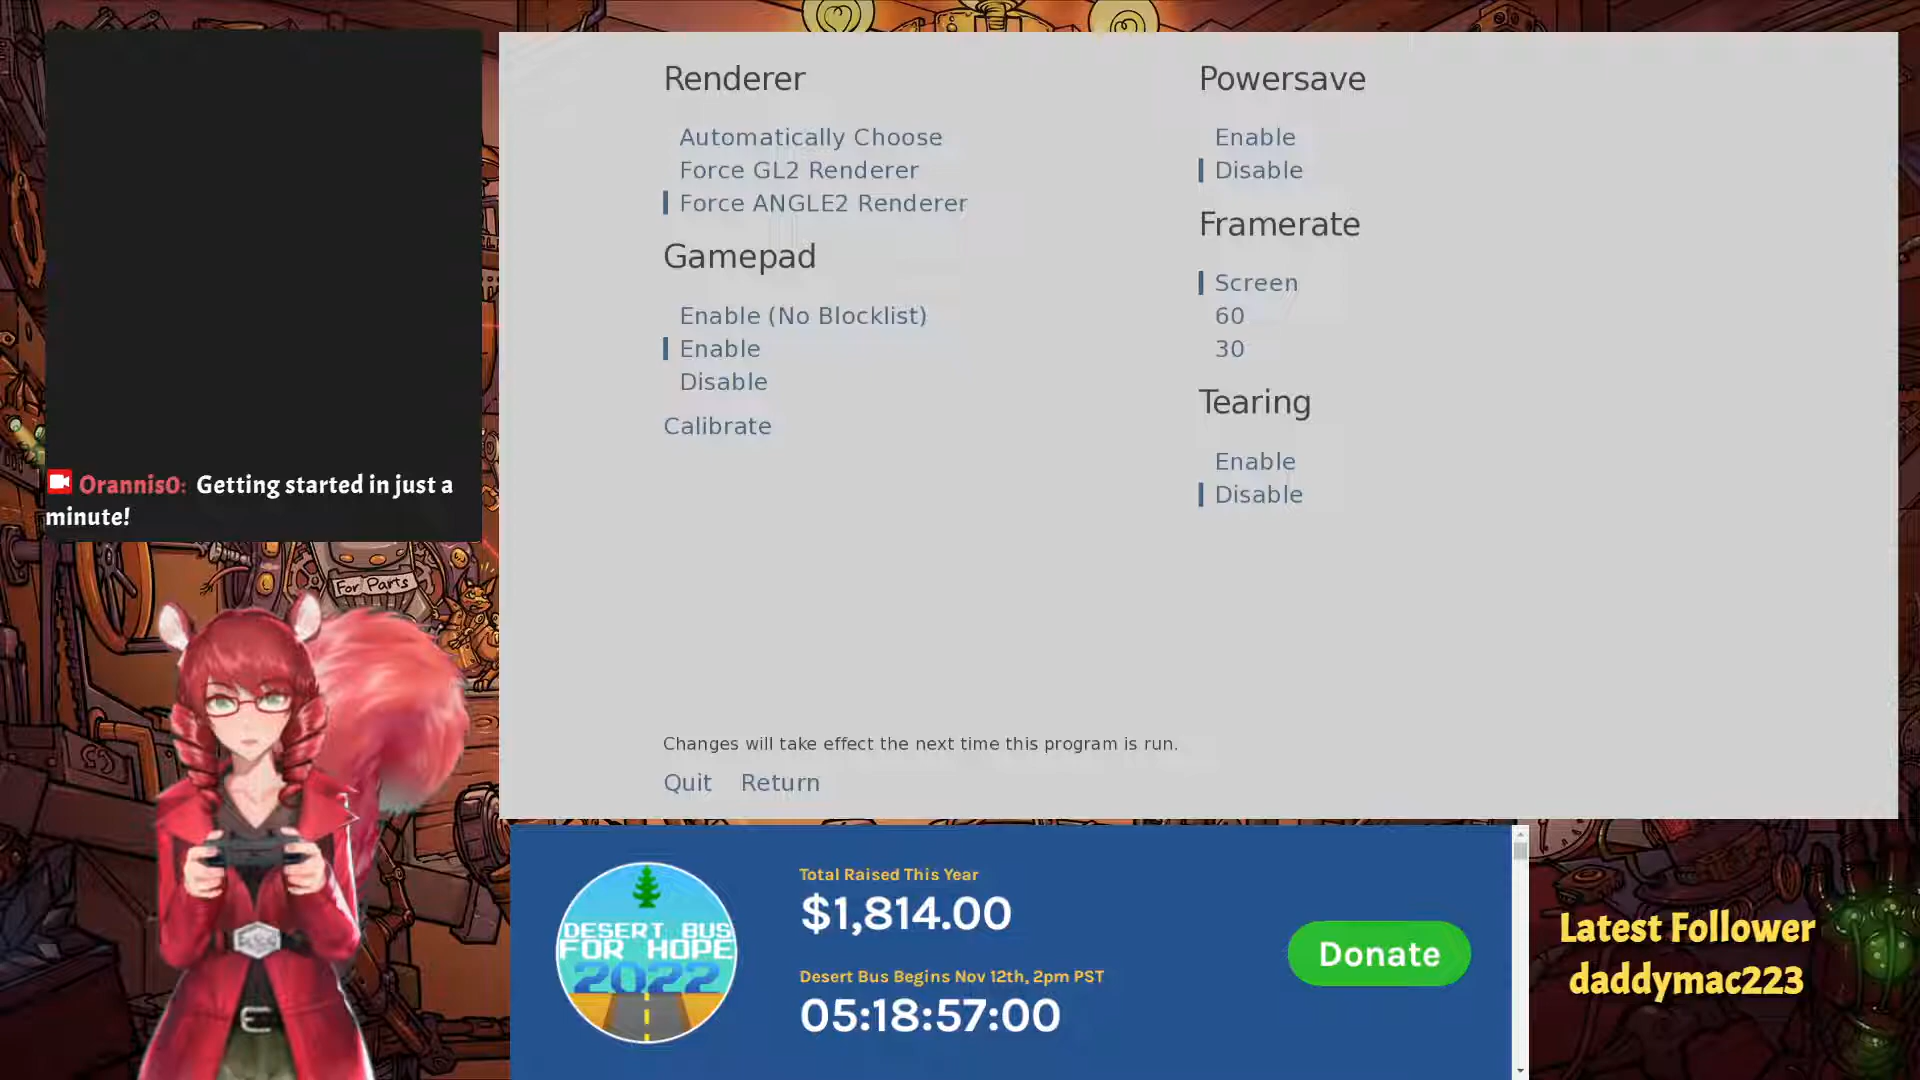 Renderer
Automatically Choose
Force GL2 Renderer
Force ANGLE2 Renderer
Gamepad
Enable (No Blocklist)
Enable
Disable
Calibrate
Powersave
Enable
Disable
Framerate
Screen
60
30
Tearing
Enable
Disable
Changes will take effect the next time this program is run.
Quit Return
Orannis0: Getting started in just a
minute!
For Parts
DESERT BUS
FOR HOPE
2022
Total Raised This Year
$1,814.00
Desert Bus Begins Nov 12th, 2pm PST
05:18:57:00
Donate
Latest Follower
daddymac223